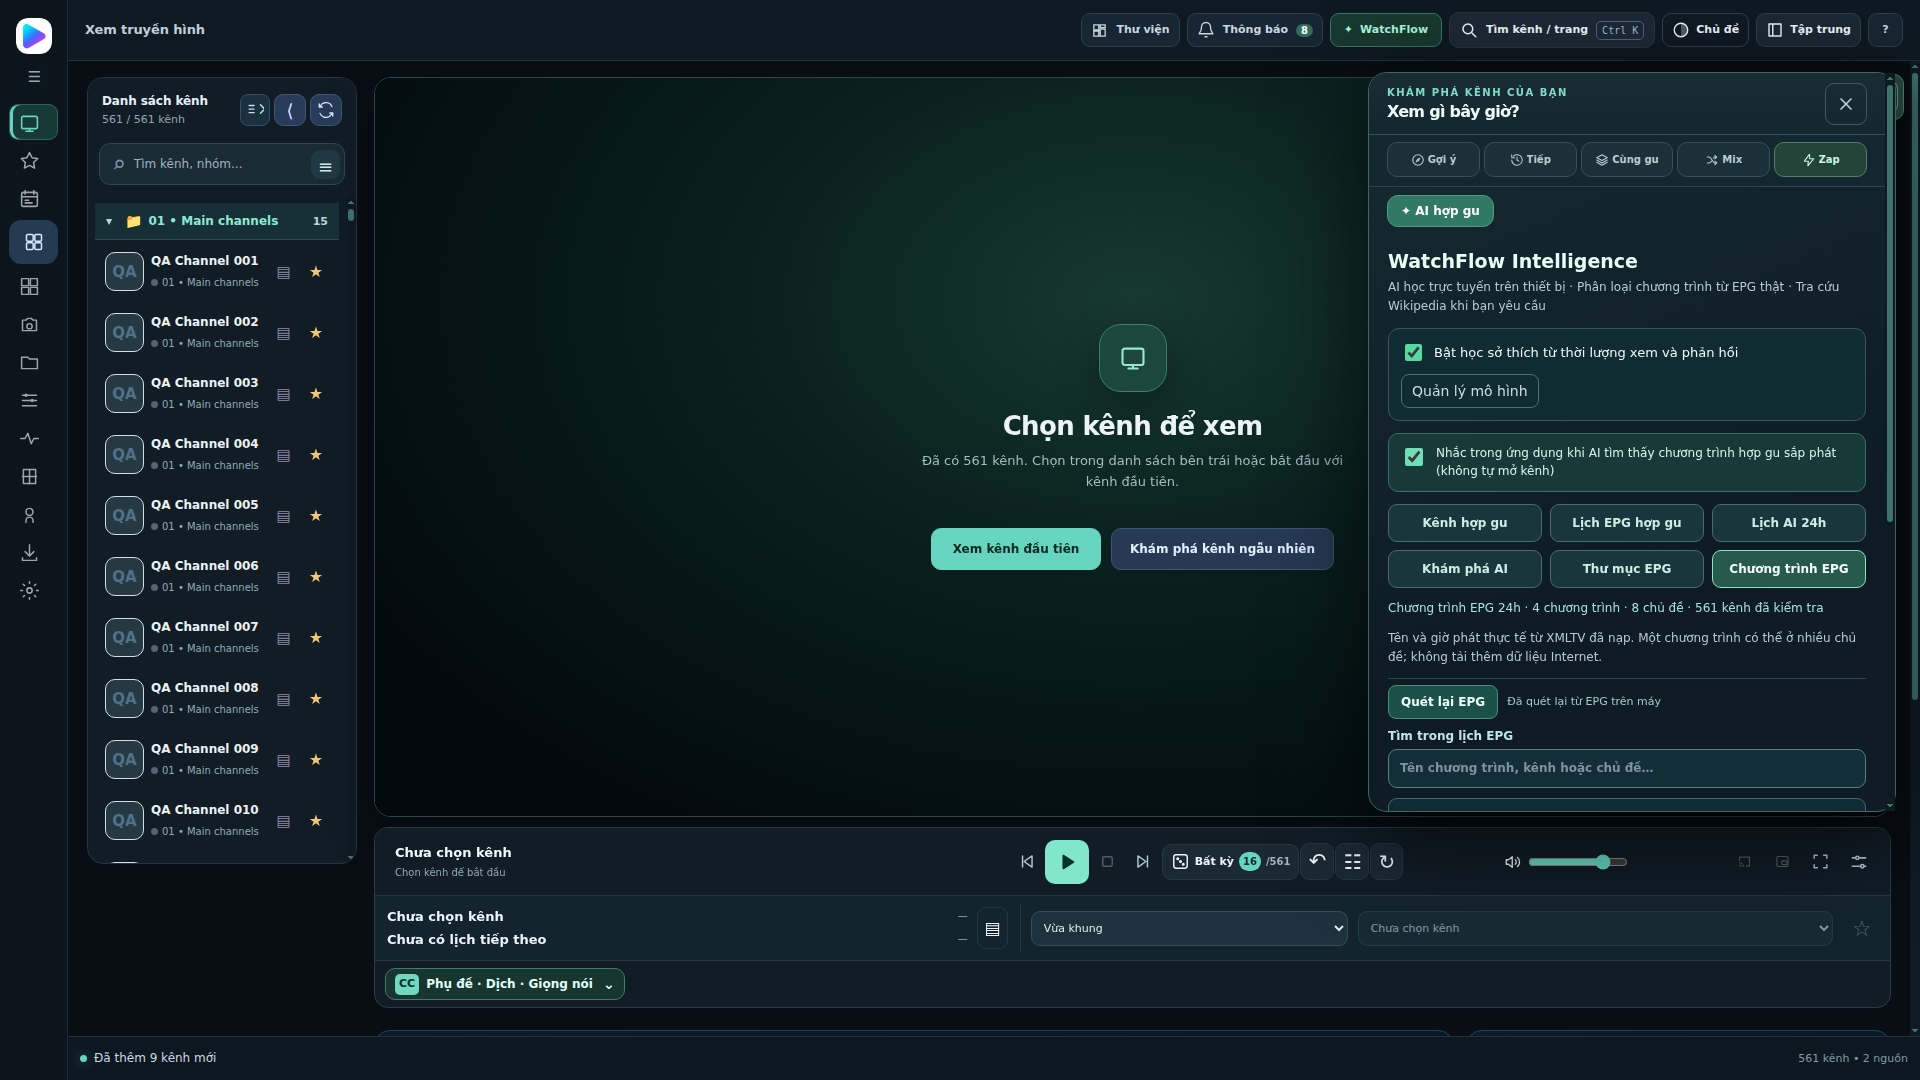 Xem truyền hình
Thư viện
Thông báo 8
✦ WatchFlow
Tìm kênh / trang Ctrl K
Chủ đề
Tập trung
?
Danh sách kênh
561 / 561 kênh
Tìm kênh, nhóm...
01 • Main channels 15
QA QA Channel 001
01 • Main channels
QA QA Channel 002
01 • Main channels
QA QA Channel 003
01 • Main channels
QA QA Channel 004
01 • Main channels
QA QA Channel 005
01 • Main channels
QA QA Channel 006
01 • Main channels
QA QA Channel 007
01 • Main channels
QA QA Channel 008
01 • Main channels
QA QA Channel 009
01 • Main channels
QA QA Channel 010
01 • Main channels
Chọn kênh để xem
Đã có 561 kênh. Chọn trong danh sách bên trái hoặc bắt đầu với
kênh đầu tiên.
Xem kênh đầu tiên
Khám phá kênh ngẫu nhiên
KHÁM PHÁ KÊNH CỦA BẠN
Xem gì bây giờ?
Gợi ý
Tiếp
Cùng gu
Mix
Zap
✦ AI hợp gu
WatchFlow Intelligence
AI học trực tuyến trên thiết bị · Phân loại chương trình từ EPG thật · Tra cứu
Wikipedia khi bạn yêu cầu
Bật học sở thích từ thời lượng xem và phản hồi
Quản lý mô hình
Nhắc trong ứng dụng khi AI tìm thấy chương trình hợp gu sắp phát
(không tự mở kênh)
Kênh hợp gu
Lịch EPG hợp gu
Lịch AI 24h
Khám phá AI
Thư mục EPG
Chương trình EPG
Chương trình EPG 24h · 4 chương trình · 8 chủ đề · 561 kênh đã kiểm tra
Tên và giờ phát thực tế từ XMLTV đã nạp. Một chương trình có thể ở nhiều chủ
đề; không tải thêm dữ liệu Internet.
Quét lại EPG
Đã quét lại từ EPG trên máy
Tìm trong lịch EPG
Tên chương trình, kênh hoặc chủ đề...
Chưa chọn kênh
Chọn kênh để bắt đầu
Bất kỳ 16 /561
Chưa chọn kênh —
Chưa có lịch tiếp theo —
Vừa khung
Chưa chọn kênh
CC Phụ đề · Dịch · Giọng nói
Đã thêm 9 kênh mới
561 kênh • 2 nguồn